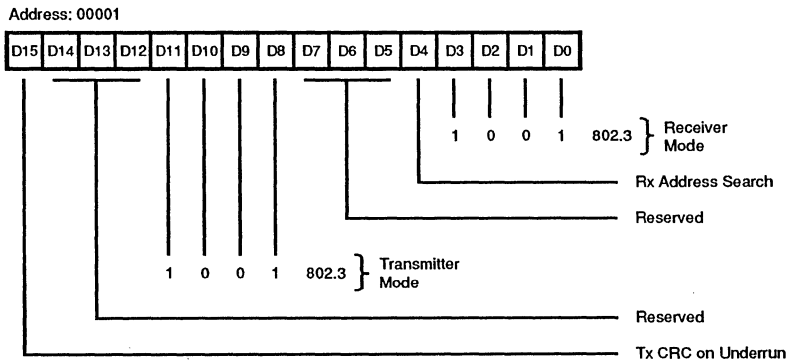 Address: 00001
D15 D14 D13 D12 D11 D10 D9 D8 D7 D6 D5 D4 D3 D2 D1 D0
1 0 0 1 802.3 Receiver
Mode
Rx Address Search
Reserved
1 0 0 1 802.3 Transmitter
Mode
Reserved
Tx CRC on Underrun